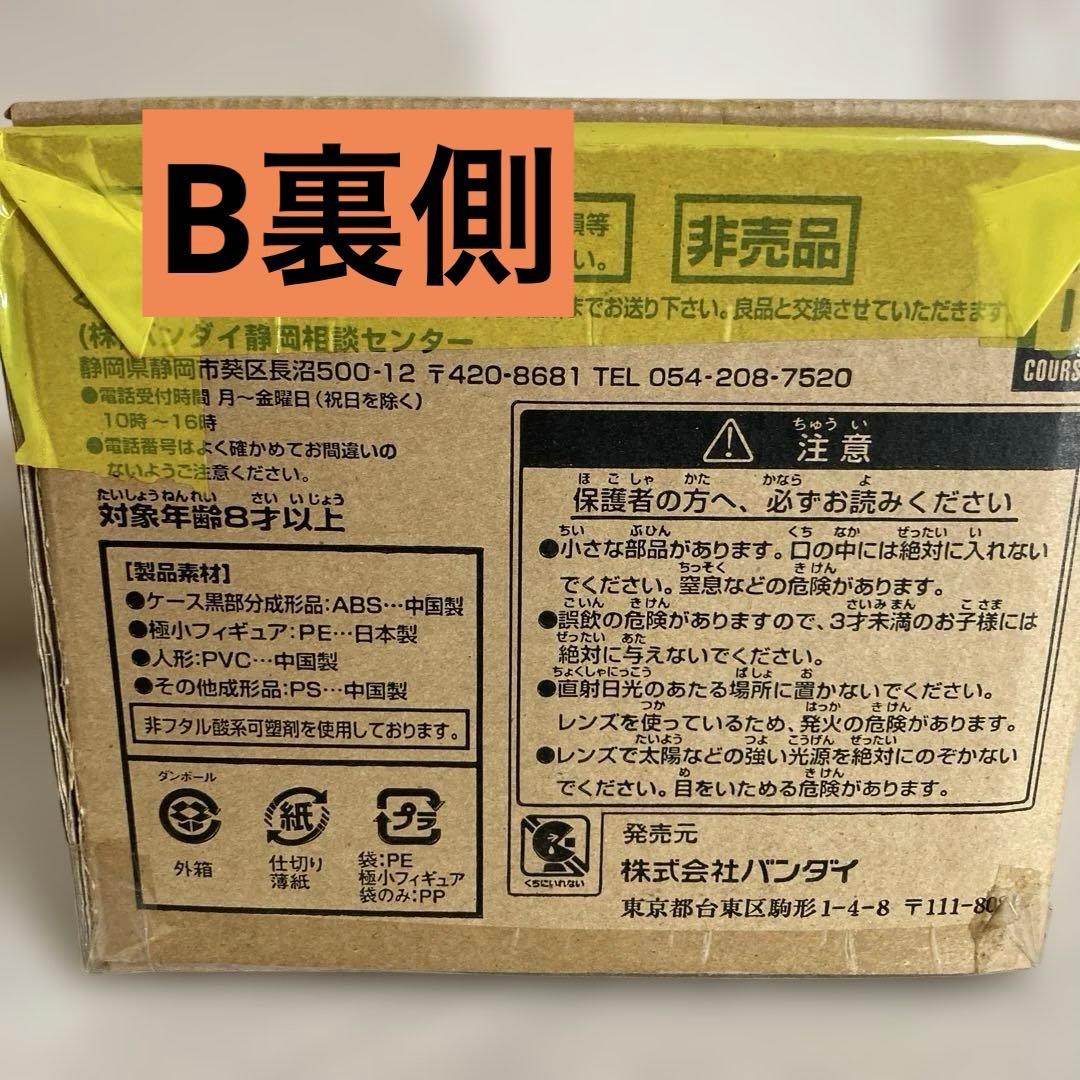 B裏側
損等
い。
非売品
までお送り下さい。良品と交換させていただきます
(株)バンダイ静岡相談センター
静岡県静岡市葵区長沼500-12 〒420-8681 TEL 054-208-7520
●電話受付時間 月〜金曜日(祝日を除く)
10時〜16時
●電話番号はよく確かめてお間違いの
ないようご注意ください。
たいしょうねんれい さい いじょう
対象年齢8才以上
【製品素材】
●ケース黒部分成形品:ABS…中国製
●極小フィギュア:PE…日本製
●人形:PVC…中国製
●その他成形品:PS…中国製
非フタル酸系可塑剤を使用しております。
ダンボール
外箱
紙
仕切り
薄紙
プラ
袋:PE
極小フィギュア
袋のみ:PP
COURS
ちゅう い
⚠ 注意
ほ ご しゃ かた かなら よ
保護者の方へ、必ずお読みください
ちい ぶひん くち なか ぜったい い
●小さな部品があります。口の中には絶対に入れない
ちっそく きけん
でください。窒息などの危険があります。
ごいん きけん さいみまん こさま
●誤飲の危険がありますので、3才未満のお子様には
ぜったい あた
絶対に与えないでください。
ちょくしゃにっこう ばしょ お
●直射日光のあたる場所に置かないでください。
つか はっか きけん
レンズを使っているため、発火の危険があります。
たいよう つよ こうげん ぜったい
●レンズで太陽などの強い光源を絶対にのぞかない
め きけん
でください。目をいためる危険があります。
くちにいれない
発売元
株式会社バンダイ
東京都台東区駒形1-4-8 〒111-80